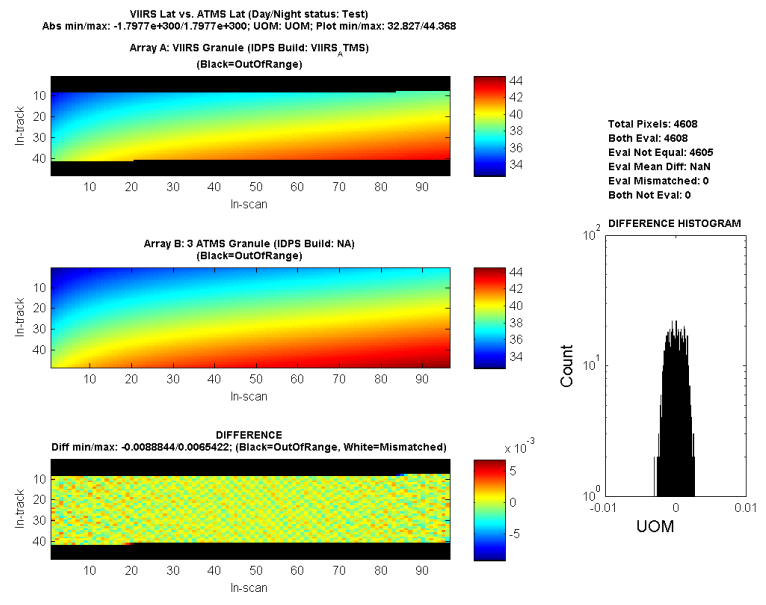 VIIRS Lat vs. ATMS Lat (Day/Night status: Test)
Abs min/max: -1.7977e+300/1.7977e+300; UOM: UOM; Plot min/max: 32.827/44.368
Array A: VIIRS Granule (IDPS Build: VIIRS_ATMS)
(Black=OutOfRange)
In-track
10
20
30
40
10 20 30 40 50 60 70 80 90
In-scan
44
42
40
38
36
34
Array B: 3 ATMS Granule (IDPS Build: NA)
(Black=OutOfRange)
In-track
10
20
30
40
10 20 30 40 50 60 70 80 90
In-scan
44
42
40
38
36
34
DIFFERENCE
Diff min/max: -0.0088844/0.0065422; (Black=OutOfRange, White=Mismatched)
In-track
10
20
30
40
10 20 30 40 50 60 70 80 90
In-scan
x 10^-3
5
0
-5
Total Pixels: 4608
Both Eval: 4608
Eval Not Equal: 4605
Eval Mean Diff: NaN
Eval Mismatched: 0
Both Not Eval: 0
DIFFERENCE HISTOGRAM
Count
10^2
10^1
10^0
-0.01 0 0.01
UOM